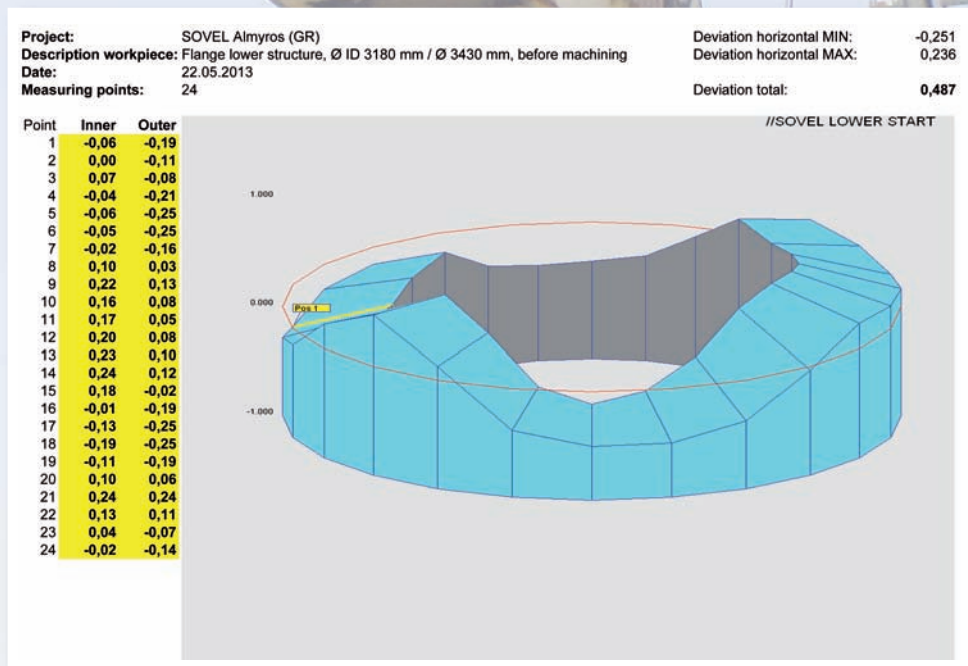 Project: SOVEL Almyros (GR) Deviation horizontal MIN: -0,251
Description workpiece: Flange lower structure, Ø ID 3180 mm / Ø 3430 mm, before machining Deviation horizontal MAX: 0,236
Date: 22.05.2013
Measuring points: 24 Deviation total: 0,487
Point Inner Outer
//SOVEL LOWER START
1 -0,06 -0,19
2 0,00 -0,11
3 0,07 -0,08
4 -0,04 -0,21
5 -0,06 -0,25
6 -0,05 -0,25
7 -0,02 -0,16
8 0,10 0,03
9 0,22 0,13
10 0,16 0,08
11 0,17 0,05
12 0,20 0,08
13 0,23 0,10
14 0,24 0,12
15 0,18 -0,02
16 -0,01 -0,19
17 -0,13 -0,25
18 -0,19 -0,25
19 -0,11 -0,19
20 0,10 0,06
21 0,24 0,24
22 0,13 0,11
23 0,04 -0,07
24 -0,02 -0,14
1.000
0.000
Pos 1
-1.000